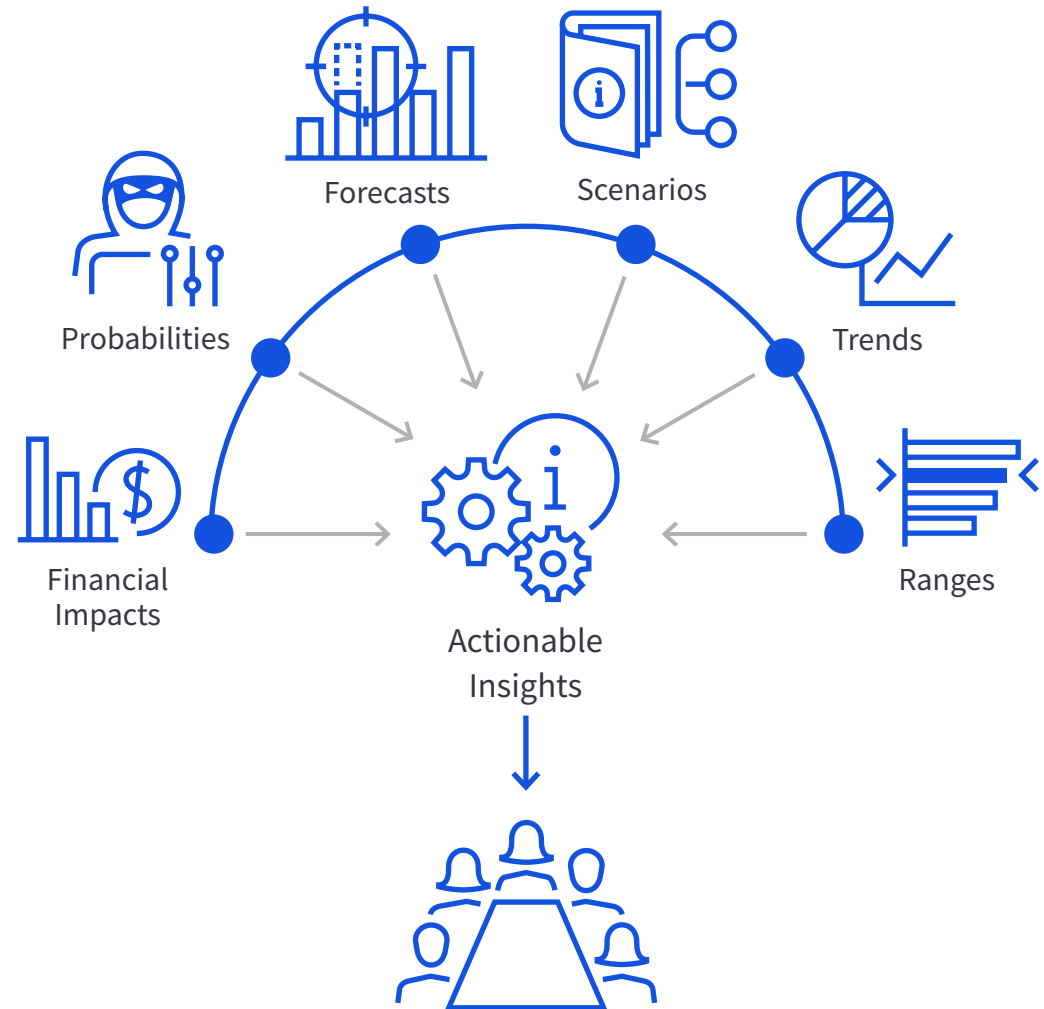 Forecasts
Scenarios
Probabilities
Trends
Financial
Impacts
Ranges
Actionable
Insights